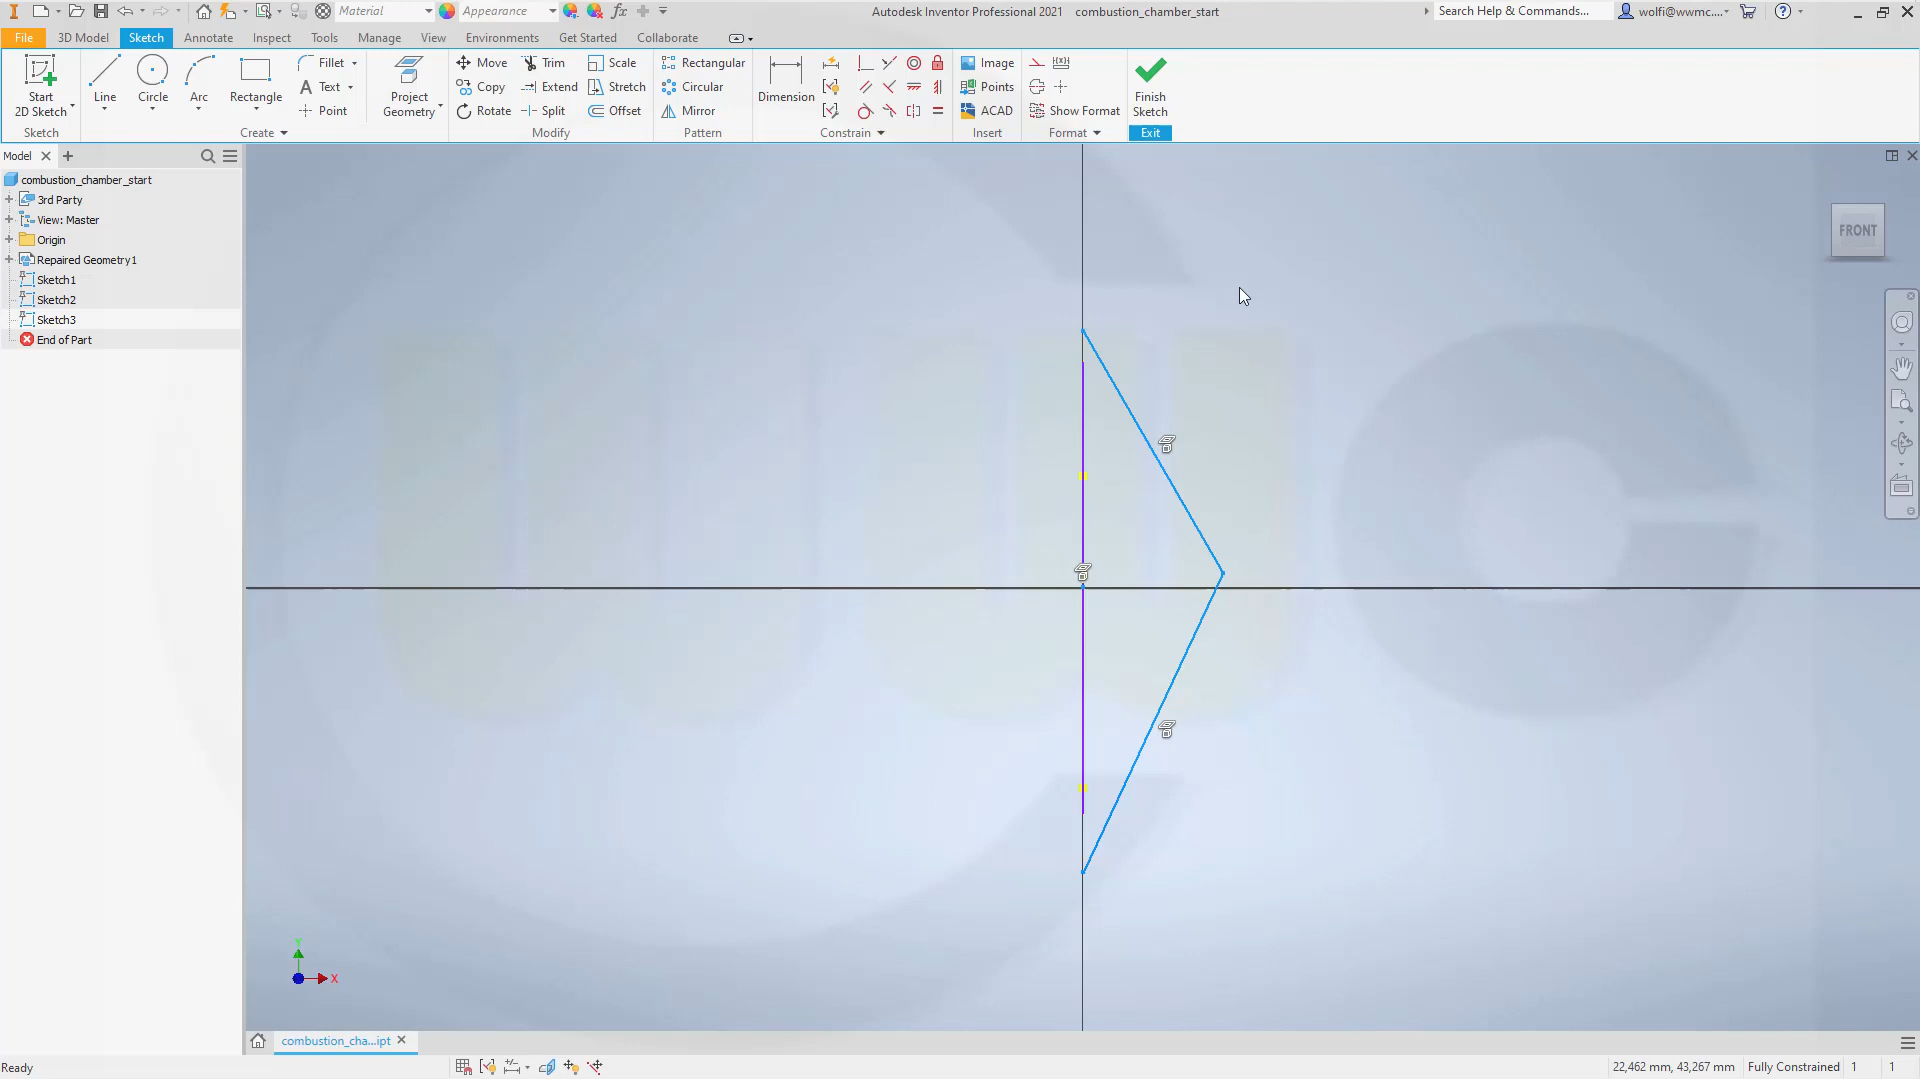 Material
Appearance
fx
Autodesk Inventor Professional 2021 combustion_chamber_start
Search Help & Commands...
wolfi@wwmc....
File
3D Model
Sketch
Annotate
Inspect
Tools
Manage
View
Environments
Get Started
Collaborate
Start
2D Sketch
Line
Circle
Arc
Rectangle
Fillet
Text
Point
Project
Geometry
Move
Copy
Rotate
Trim
Extend
Split
Scale
Stretch
Offset
Rectangular
Circular
Mirror
Dimension
Image
Points
ACAD
Show Format
Finish
Sketch
Sketch
Create
Modify
Pattern
Constrain
Insert
Format
Exit
Model
combustion_chamber_start
3rd Party
View: Master
Origin
Repaired Geometry1
Sketch1
Sketch2
Sketch3
End of Part
FRONT
Y
X
combustion_cha...ipt
Ready
22,462 mm, 43,267 mm
Fully Constrained
1
1